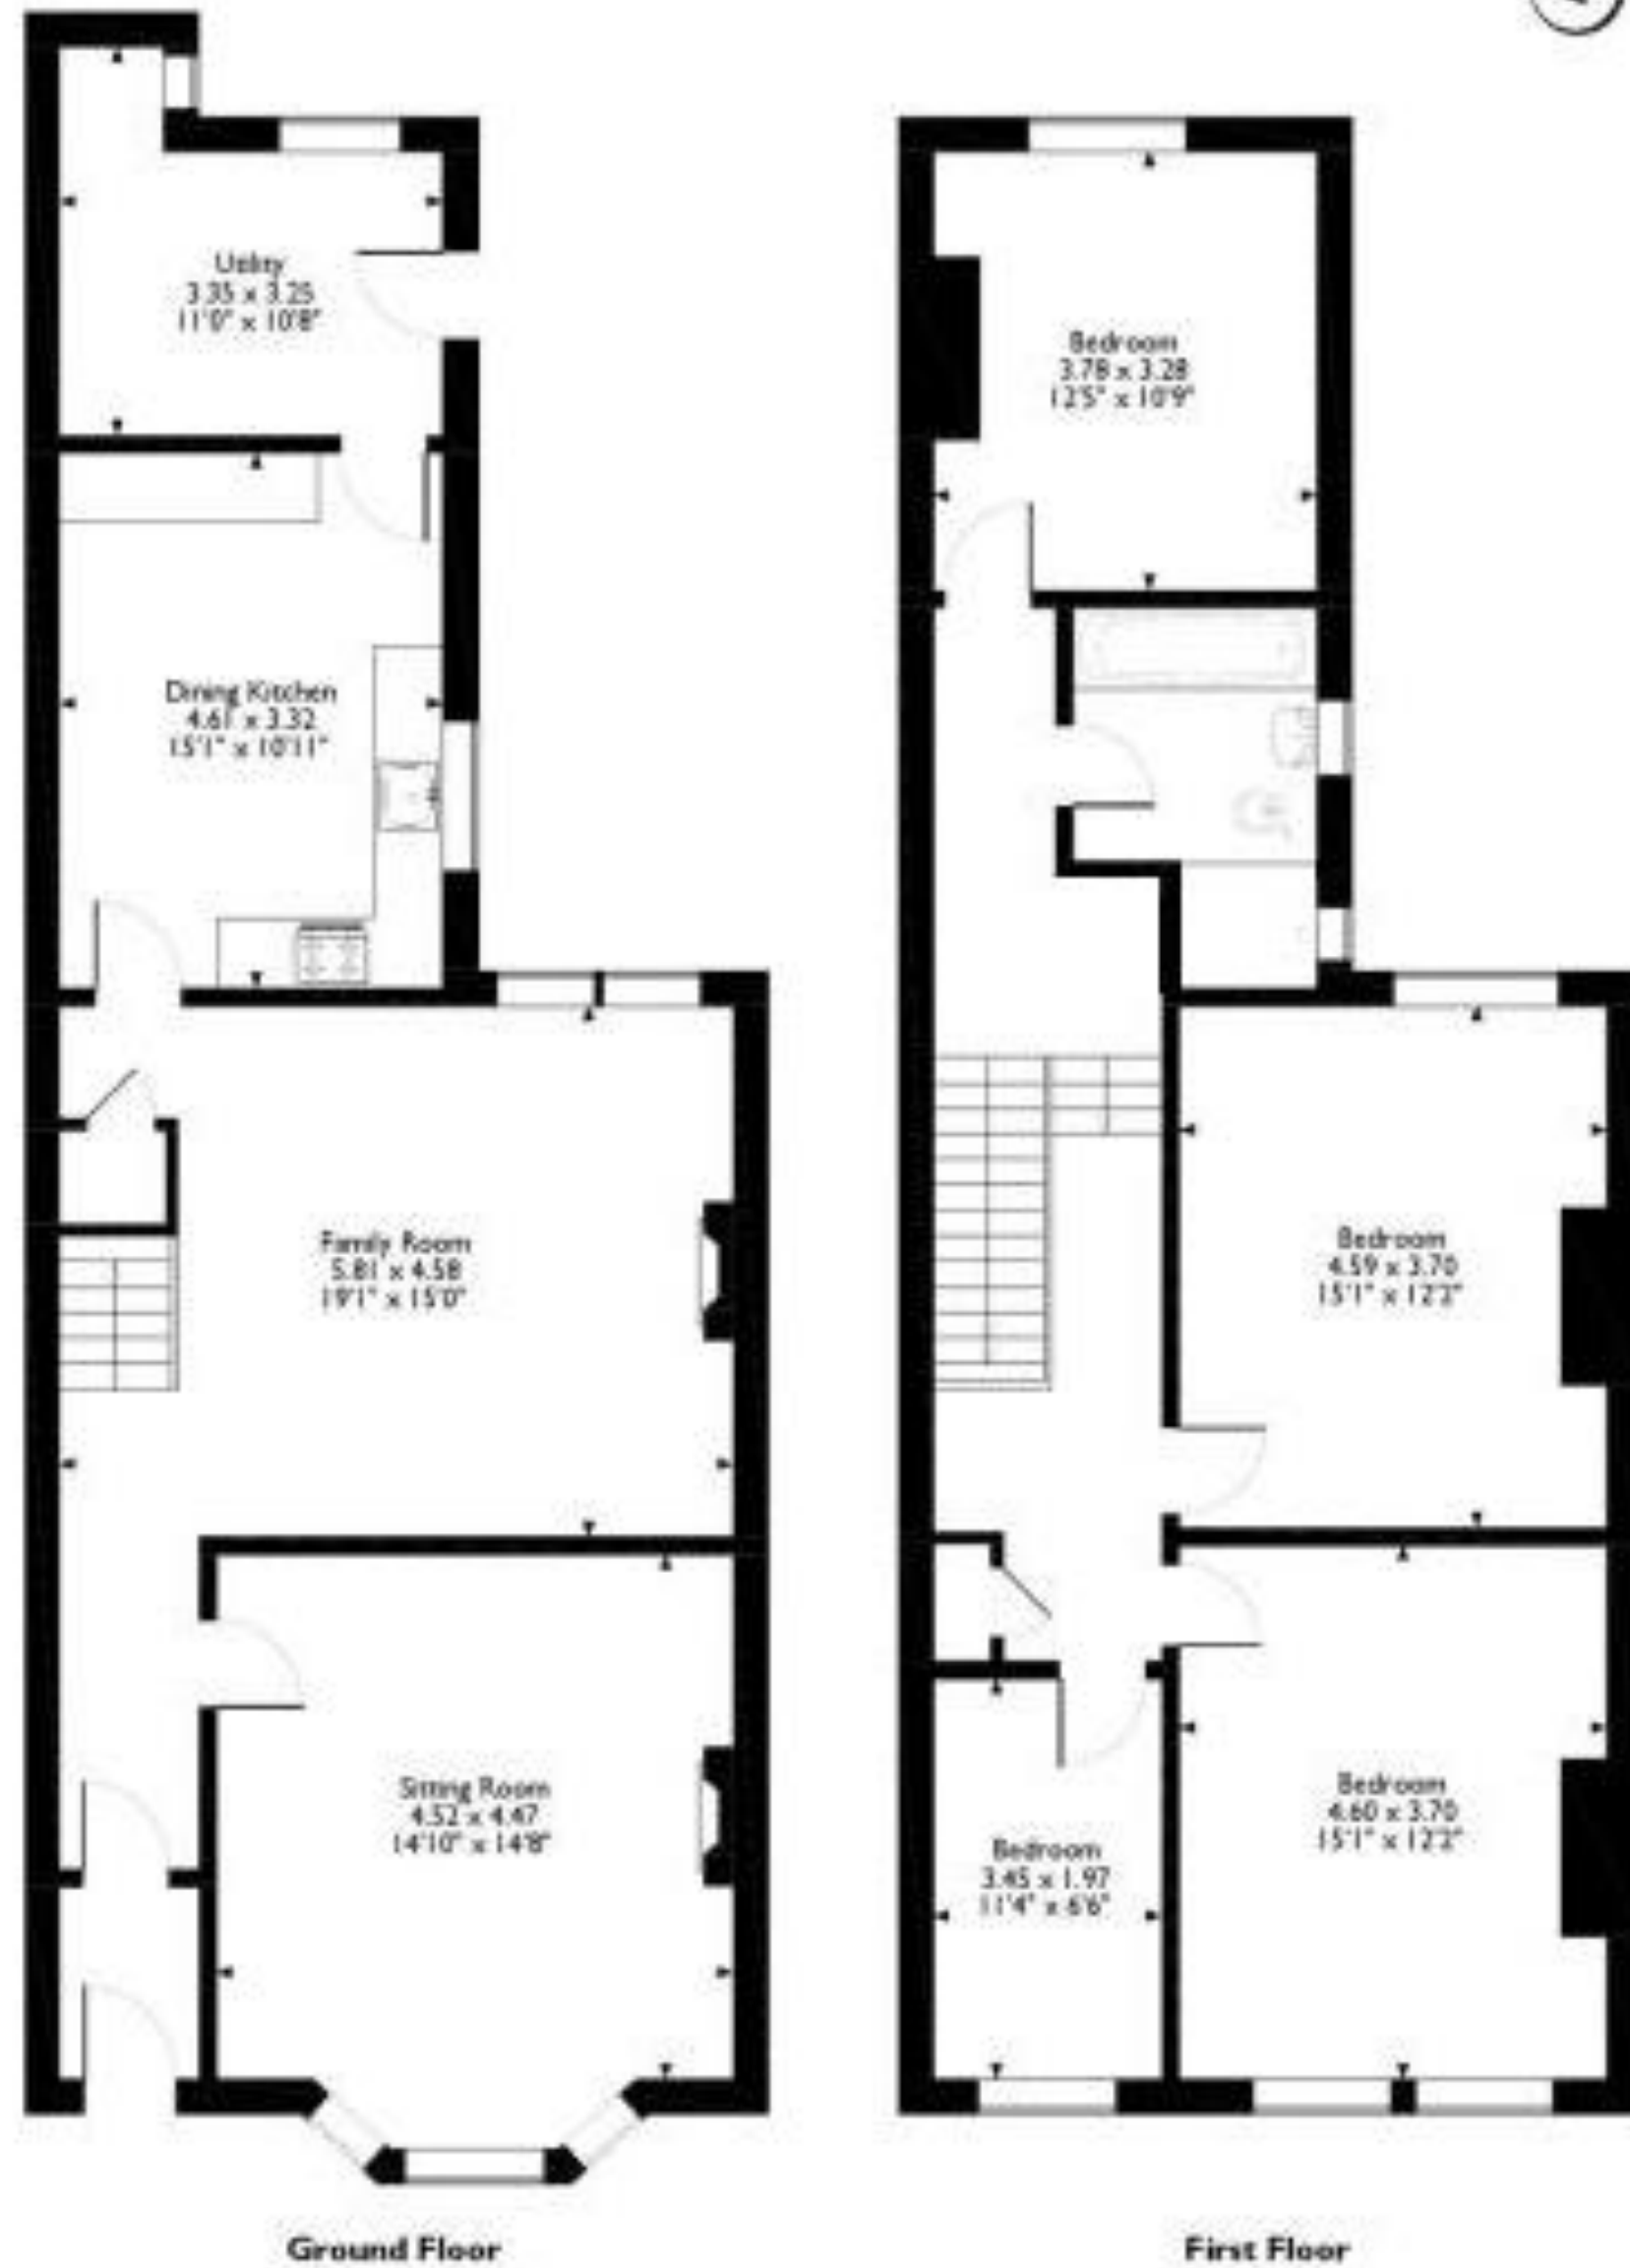 Utility
3.35 x 3.25
11'0" x 10'8"
Dining Kitchen
4.61 x 3.32
15'1" x 10'11"
Family Room
5.81 x 4.58
19'1" x 15'0"
Sitting Room
4.52 x 4.47
14'10" x 14'8"
Ground Floor
Bedroom
3.78 x 3.28
12'5" x 10'9"
Bedroom
4.59 x 3.70
15'1" x 12'2"
Bedroom
4.60 x 3.70
15'1" x 12'2"
Bedroom
3.45 x 1.97
11'4" x 6'6"
First Floor